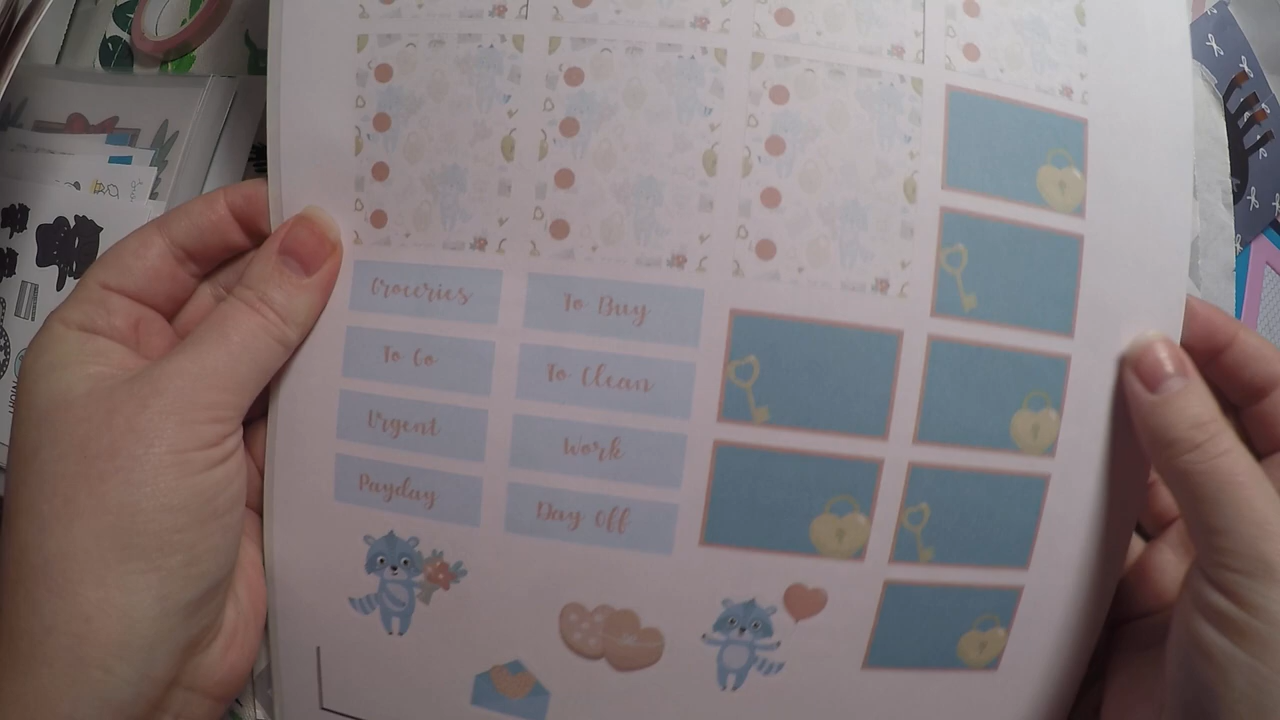 Groceries
To Buy
To Go
To Clean
Urgent
Work
Payday
Day Off